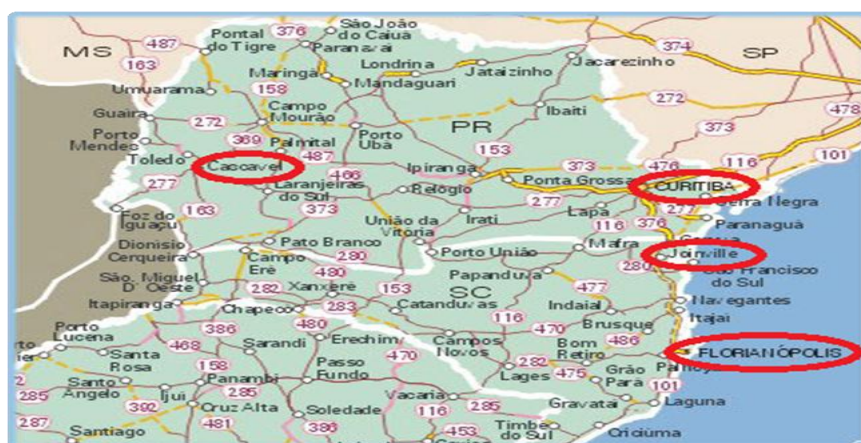 MS
487
Pontal
do Tigre
376
São João
do Caiuá
Paranavaí
374
SP
163
Maringá
Londrina
Mandaguari
Jataizinho
Jacarezinho
Umuarama
158
Guaíra
272
Campo
Mourão
Ibaiti
272
478
Porto
Mendes
369
Palmital
Porto
Ubá
PR
373
Toledo
487
153
Cascavel
466
Ipiranga
373
476
116
101
277
Laranjeiras
do Sul
Relógio
Ponta Grossa
CURITIBA
Serra Negra
163
373
277
Lapa
277
Foz do
Iguaçu
União da
Vitória
Irati
116
376
Paranaguá
Dionísio
Cerqueira
Pato Branco
280
Porto União
Mafra
Joinville
Campo
Erê
480
Papanduva
280
São Francisco
do Sul
São. Miguel
D' Oeste
282
Xanxerê
153
SC
477
Navegantes
Itapiranga
Chapecó
283
Catanduvas
Indaial
Itajaí
Porto
Lucena
386
480
Erechim
116
470
Brusque
468
Sarandi
Campos
Novos
Bom
Retiro
486
FLORIANÓPOLIS
Santa
Rosa
158
Passo
Fundo
470
282
Lages
475
Grão
Pará
285
Santo
Angelo
Panambi
285
Vacaria
101
392
Ijuí
Cruz Alta
Soledade
116
285
Gravataí
Laguna
287
481
386
453
Timbe
do Sul
Criciúma
Santiago